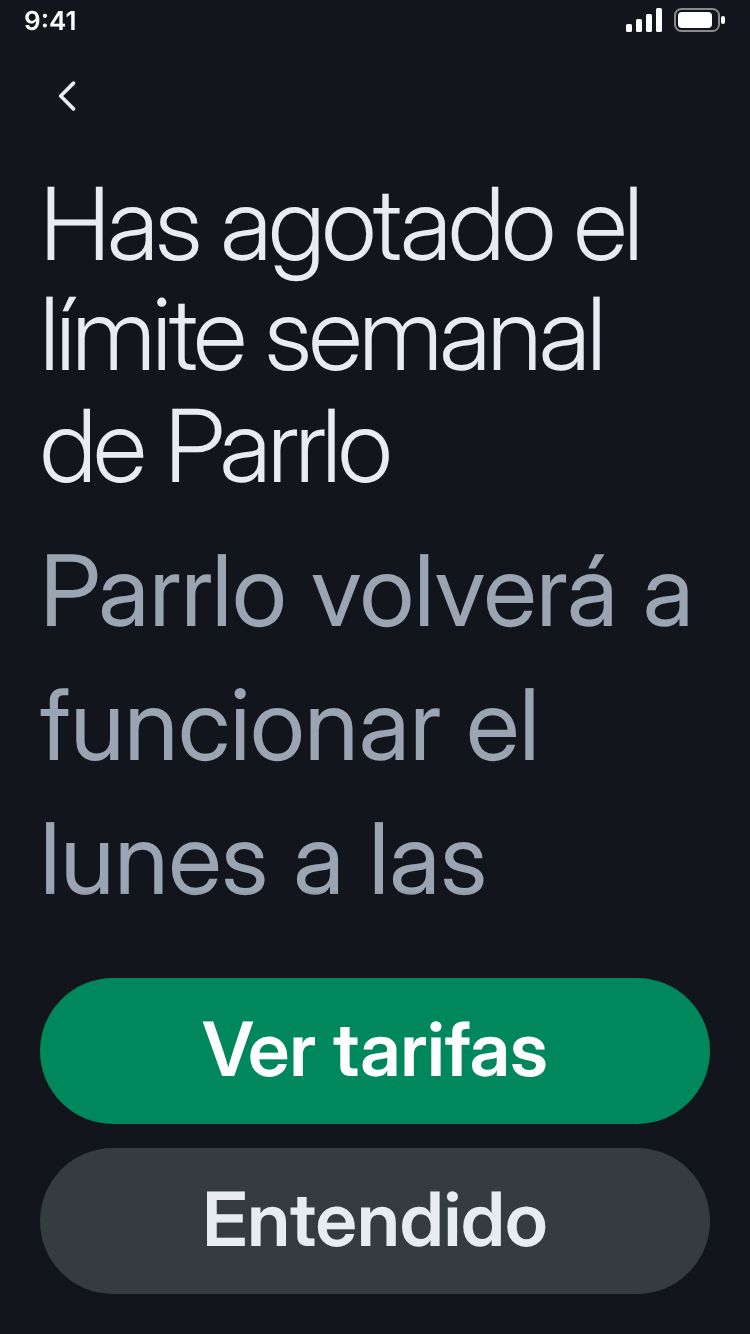 9:41
Has agotado el
límite semanal
de Parrlo
Parrlo volverá a
funcionar el
lunes a las
Ver tarifas
Entendido